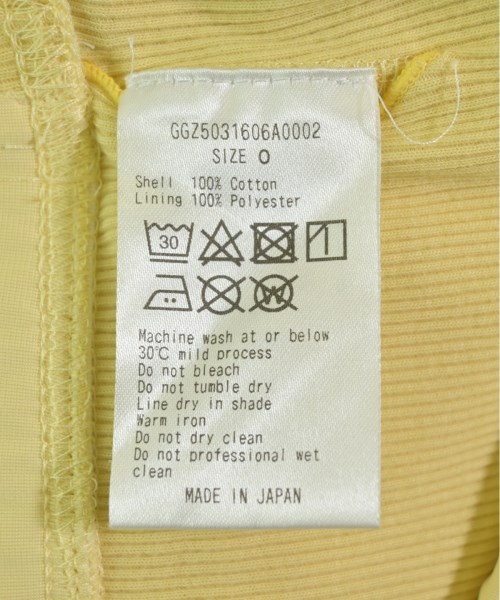 GGZ5031606A0002
SIZE 0
Shell 100% Cotton
Lining 100% Polyester
30
W
Machine wash at or below
30℃ mild process
Do not bleach
Do not tumble dry
Line dry in shade
Warm iron
Do not dry clean
Do not professional wet
clean
MADE IN JAPAN